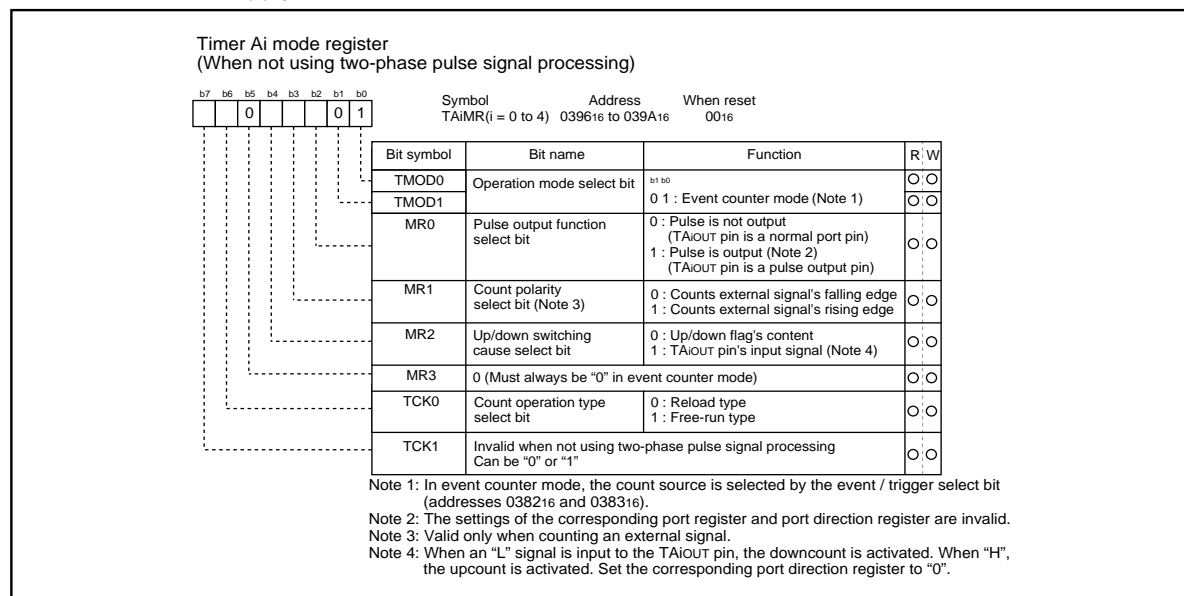 Timer Ai mode register
(When not using two-phase pulse signal processing)
b7 b6 b5 b4 b3 b2 b1 b0
0 0 1
Symbol Address When reset
TAiMR(i = 0 to 4) 039616 to 039A16 0016
Bit symbol Bit name Function R W
TMOD0 Operation mode select bit b1 b0
TMOD1 0 1 : Event counter mode (Note 1)
MR0 Pulse output function select bit 0 : Pulse is not output
(TAiOUT pin is a normal port pin)
1 : Pulse is output (Note 2)
(TAiOUT pin is a pulse output pin)
MR1 Count polarity select bit (Note 3) 0 : Counts external signal's falling edge
1 : Counts external signal's rising edge
MR2 Up/down switching cause select bit 0 : Up/down flag's content
1 : TAiOUT pin's input signal (Note 4)
MR3 0 (Must always be “0” in event counter mode)
TCK0 Count operation type select bit 0 : Reload type
1 : Free-run type
TCK1 Invalid when not using two-phase pulse signal processing
Can be “0” or “1”
Note 1: In event counter mode, the count source is selected by the event / trigger select bit
(addresses 038216 and 038316).
Note 2: The settings of the corresponding port register and port direction register are invalid.
Note 3: Valid only when counting an external signal.
Note 4: When an “L” signal is input to the TAiOUT pin, the downcount is activated. When “H”,
the upcount is activated. Set the corresponding port direction register to “0”.